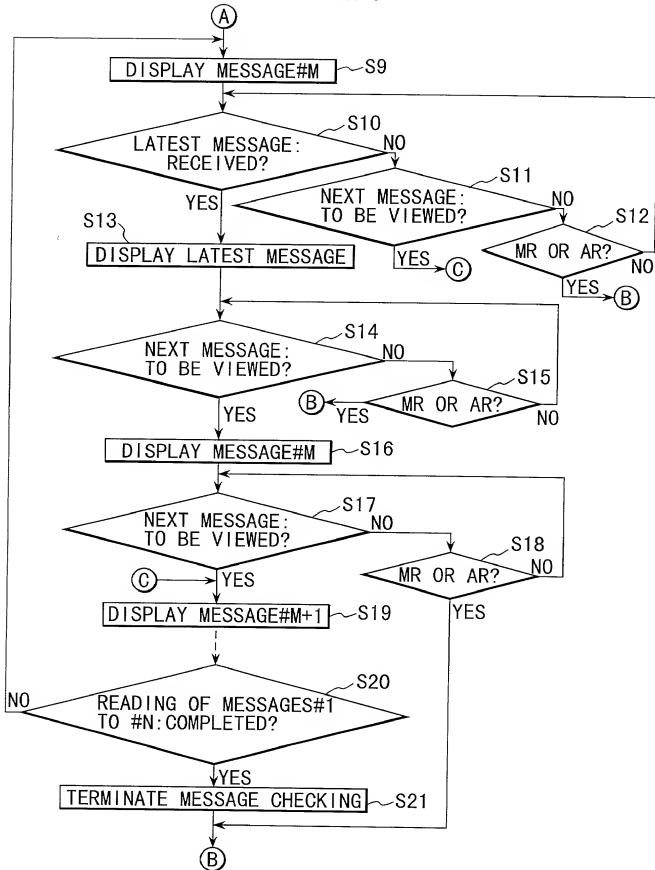 A
DISPLAY MESSAGE#M
S9
LATEST MESSAGE:
RECEIVED?
S10
NO
YES
NEXT MESSAGE:
TO BE VIEWED?
S11
NO
YES
C
MR OR AR?
S12
NO
YES
B
S13
DISPLAY LATEST MESSAGE
NEXT MESSAGE:
TO BE VIEWED?
S14
NO
YES
MR OR AR?
S15
B
YES
NO
DISPLAY MESSAGE#M
S16
NEXT MESSAGE:
TO BE VIEWED?
S17
NO
YES
MR OR AR?
S18
NO
YES
C
DISPLAY MESSAGE#M+1
S19
READING OF MESSAGES#1
TO #N:COMPLETED?
S20
NO
YES
TERMINATE MESSAGE CHECKING
S21
B